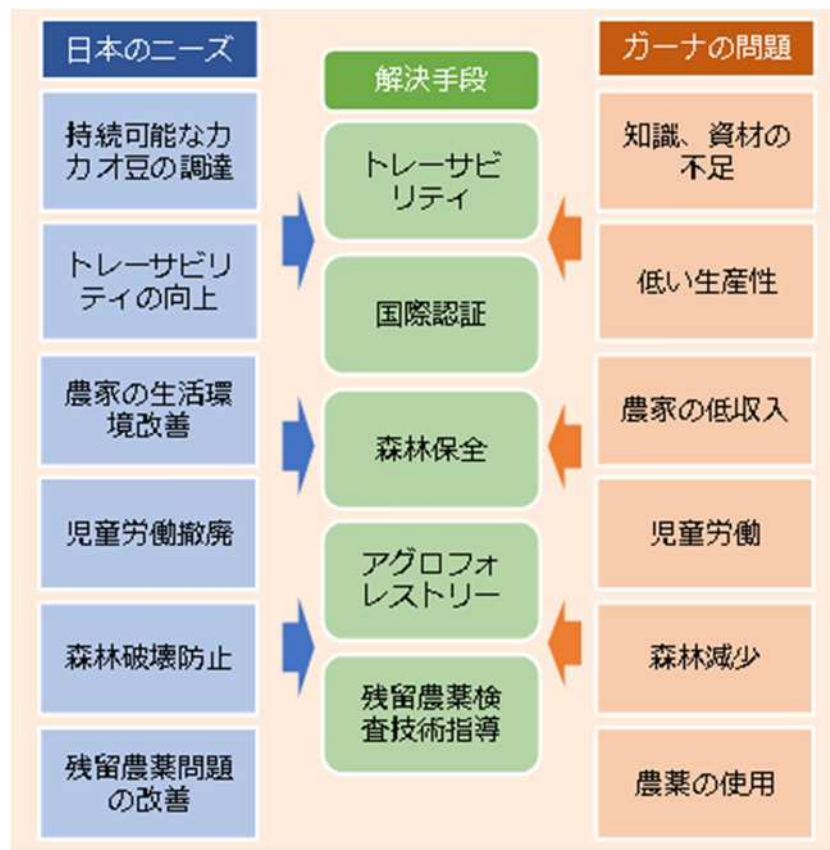 日本のニーズ
持続可能なカ
カオ豆の調達
トレーサビリ
ティの向上
農家の生活環
境改善
児童労働撤廃
森林破壊防止
残留農薬問題
の改善
解決手段
トレーサビ
リティ
国際認証
森林保全
アグロフォ
レストリー
残留農薬検
査技術指導
ガーナの問題
知識、資材の
不足
低い生産性
農家の低収入
児童労働
森林減少
農薬の使用